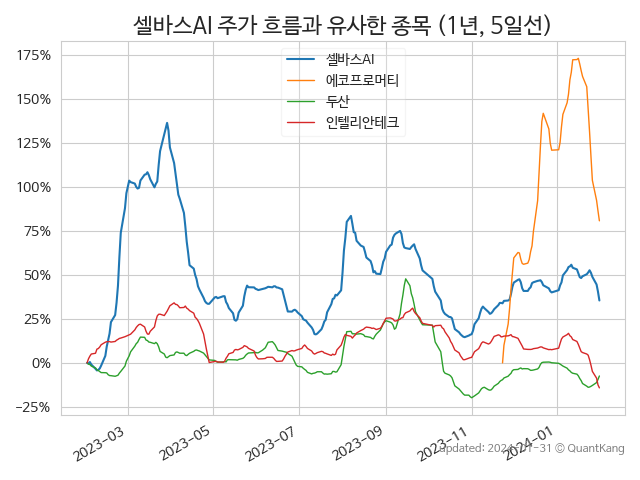 셀바스AI 주가 흐름과 유사한 종목 (1년, 5일선)
셀바스AI
에코프로머티
두산
인텔리안테크
175%
150%
125%
100%
75%
50%
25%
0%
−25%
2023-03
2023-05
2023-07
2023-09
2023-11
2024-01
updated: 2024-01-31 © QuantKang